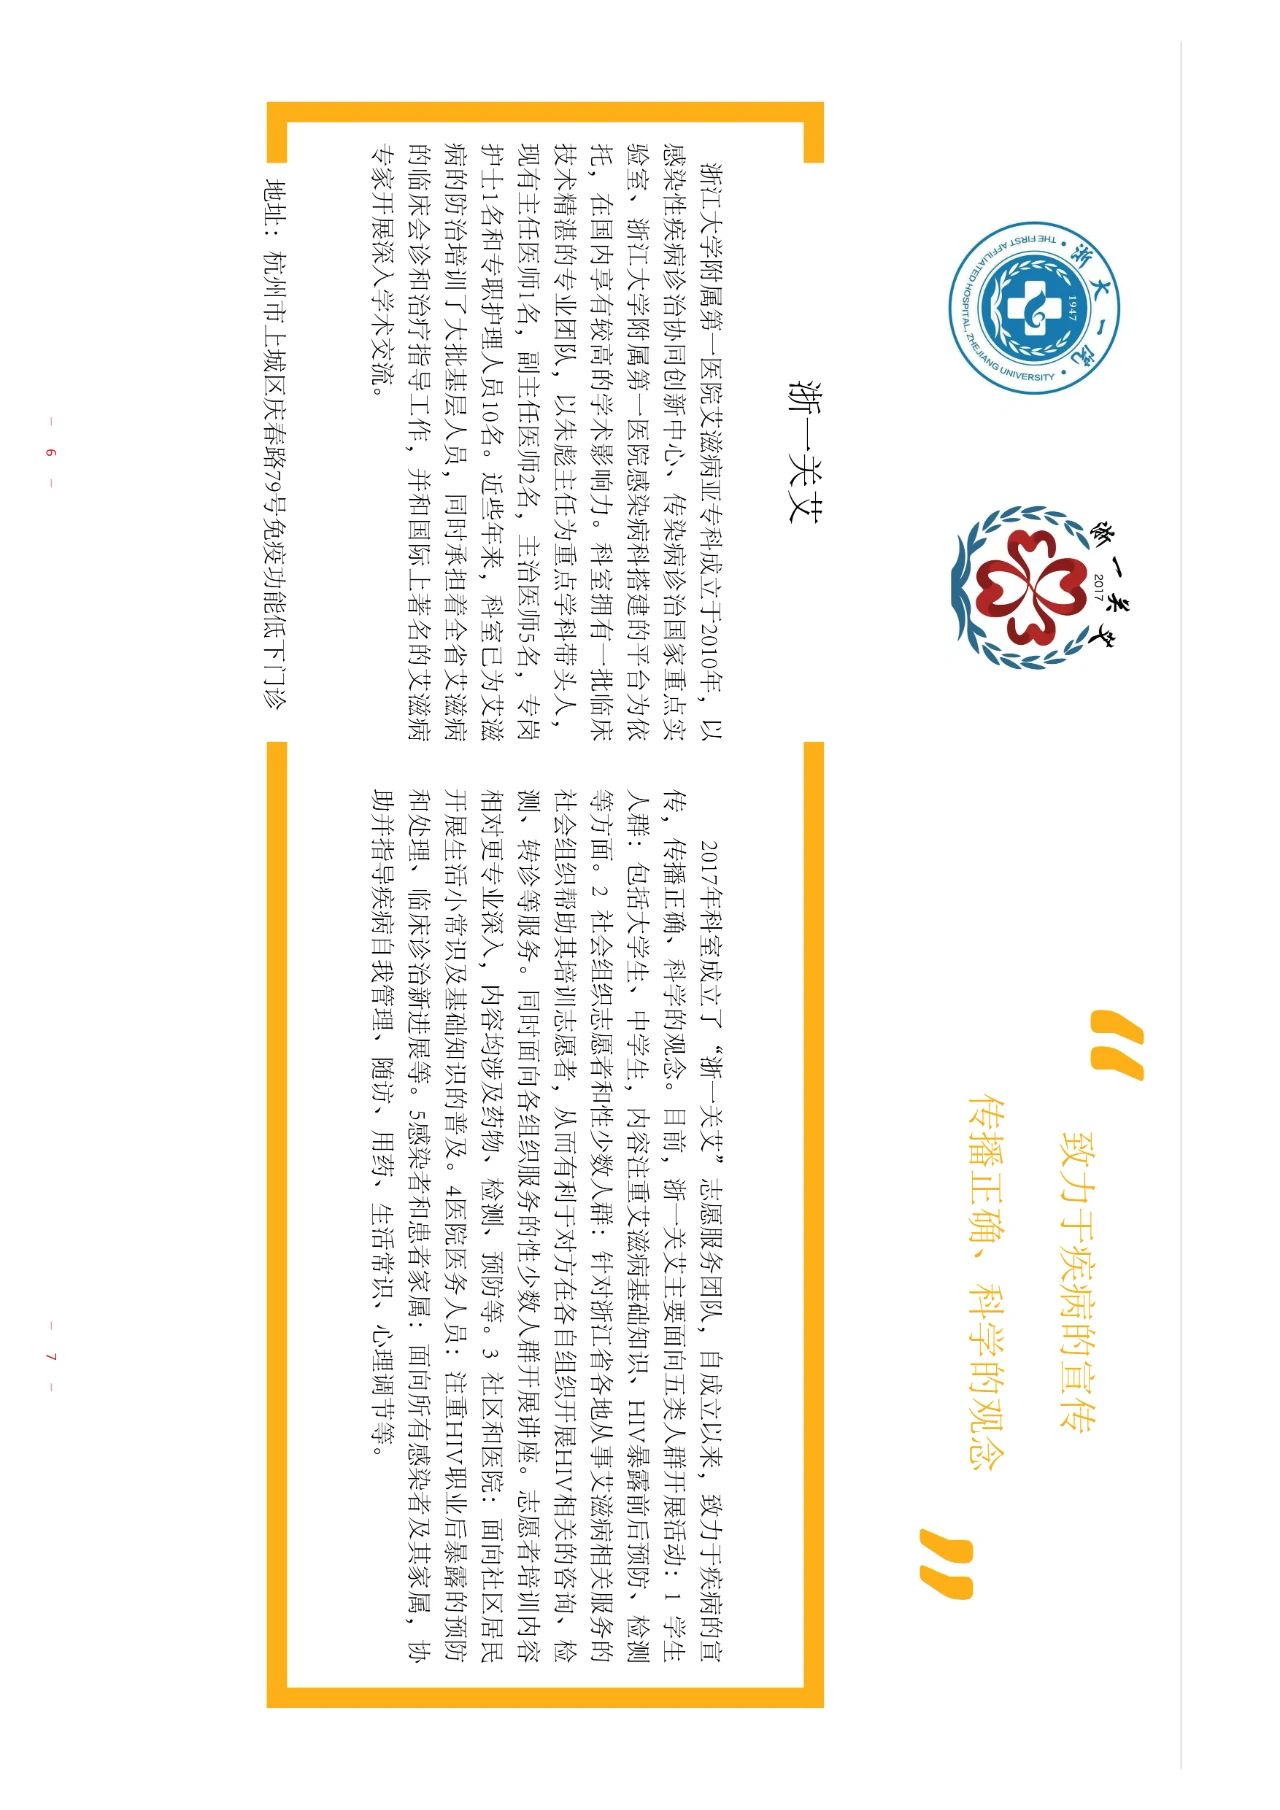 浙大一院
1947
THE FIRST AFFILIATED HOSPITAL, ZHEJIANG UNIVERSITY
浙一关艾
2017
浙一关艾
浙江大学附属第一医院艾滋病亚专科成立于2010年，以
感染性疾病诊治协同创新中心、传染病诊治国家重点实
验室、浙江大学附属第一医院感染病科搭建的平台为依
托，在国内享有较高的学术影响力。科室拥有一批临床
技术精湛的专业团队，以朱彪主任为重点学科带头人，
现有主任医师1名，副主任医师2名，主治医师5名，专岗
护士1名和专职护理人员10名。近些年来，科室已为艾滋
病的防治培训了大批基层人员，同时承担着全省艾滋病
的临床会诊和治疗指导工作，并和国际上著名的艾滋病
专家开展深入学术交流。
地址：杭州市上城区庆春路79号免疫功能低下门诊
- 6 -
“
致力于疾病的宣传
传播正确、科学的观念
”
2017年科室成立了“浙一关艾”志愿服务团队，自成立以来，致力于疾病的宣
传，传播正确、科学的观念。目前，浙一关艾主要面向五类人群开展活动：1 学生
人群：包括大学生、中学生，内容注重艾滋病基础知识、HIV暴露前后预防、检测
等方面。2 社会组织志愿者和性少数人群：针对浙江省各地从事艾滋病相关服务的
社会组织帮助其培训志愿者，从而有利于对方在各自组织开展HIV相关的咨询、检
测、转诊等服务。同时面向各组织服务的性少数人群开展讲座。志愿者培训内容
相对更专业深入，内容均涉及药物、检测、预防等。3 社区和医院：面向社区居民
开展生活小常识及基础知识的普及。4医院医务人员：注重HIV职业后暴露的预防
和处理、临床诊治新进展等。5感染者和患者家属：面向所有感染者及其家属，协
助并指导疾病自我管理、随访、用药、生活常识、心理调节等。
- 7 -